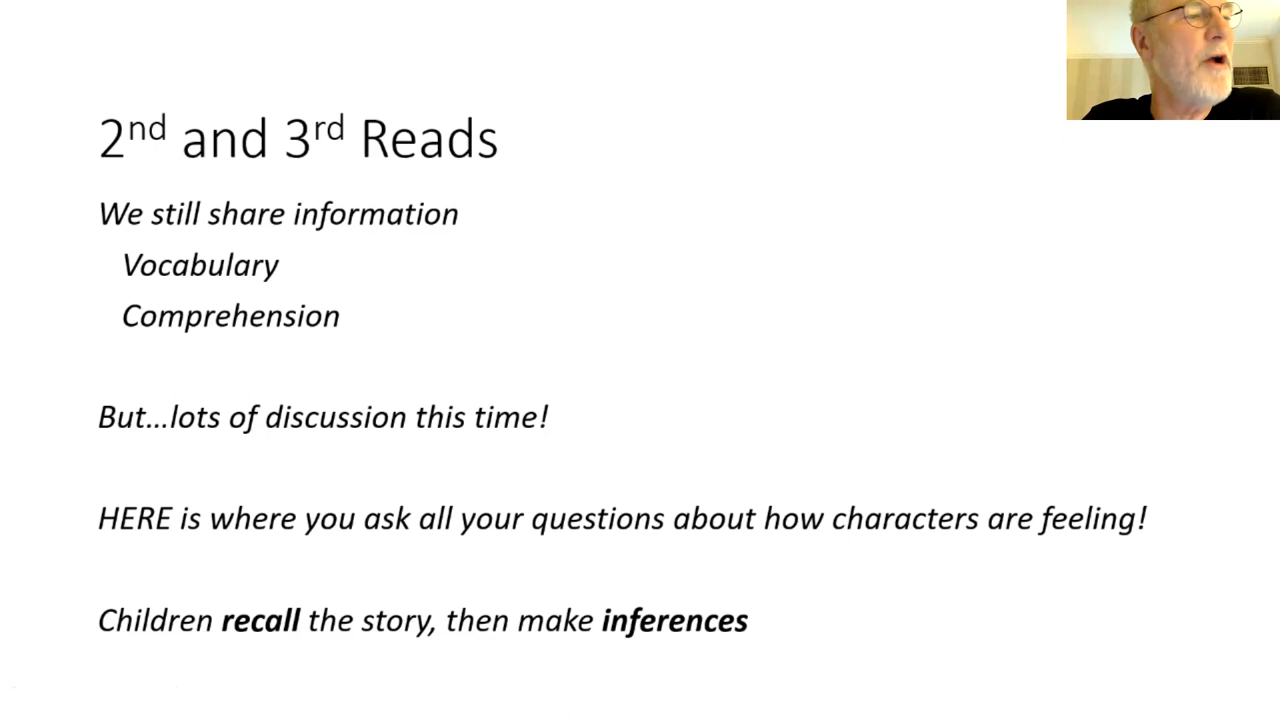 2nd and 3rd Reads
We still share information
Vocabulary
Comprehension
But...lots of discussion this time!
HERE is where you ask all your questions about how characters are feeling!
Children recall the story, then make inferences